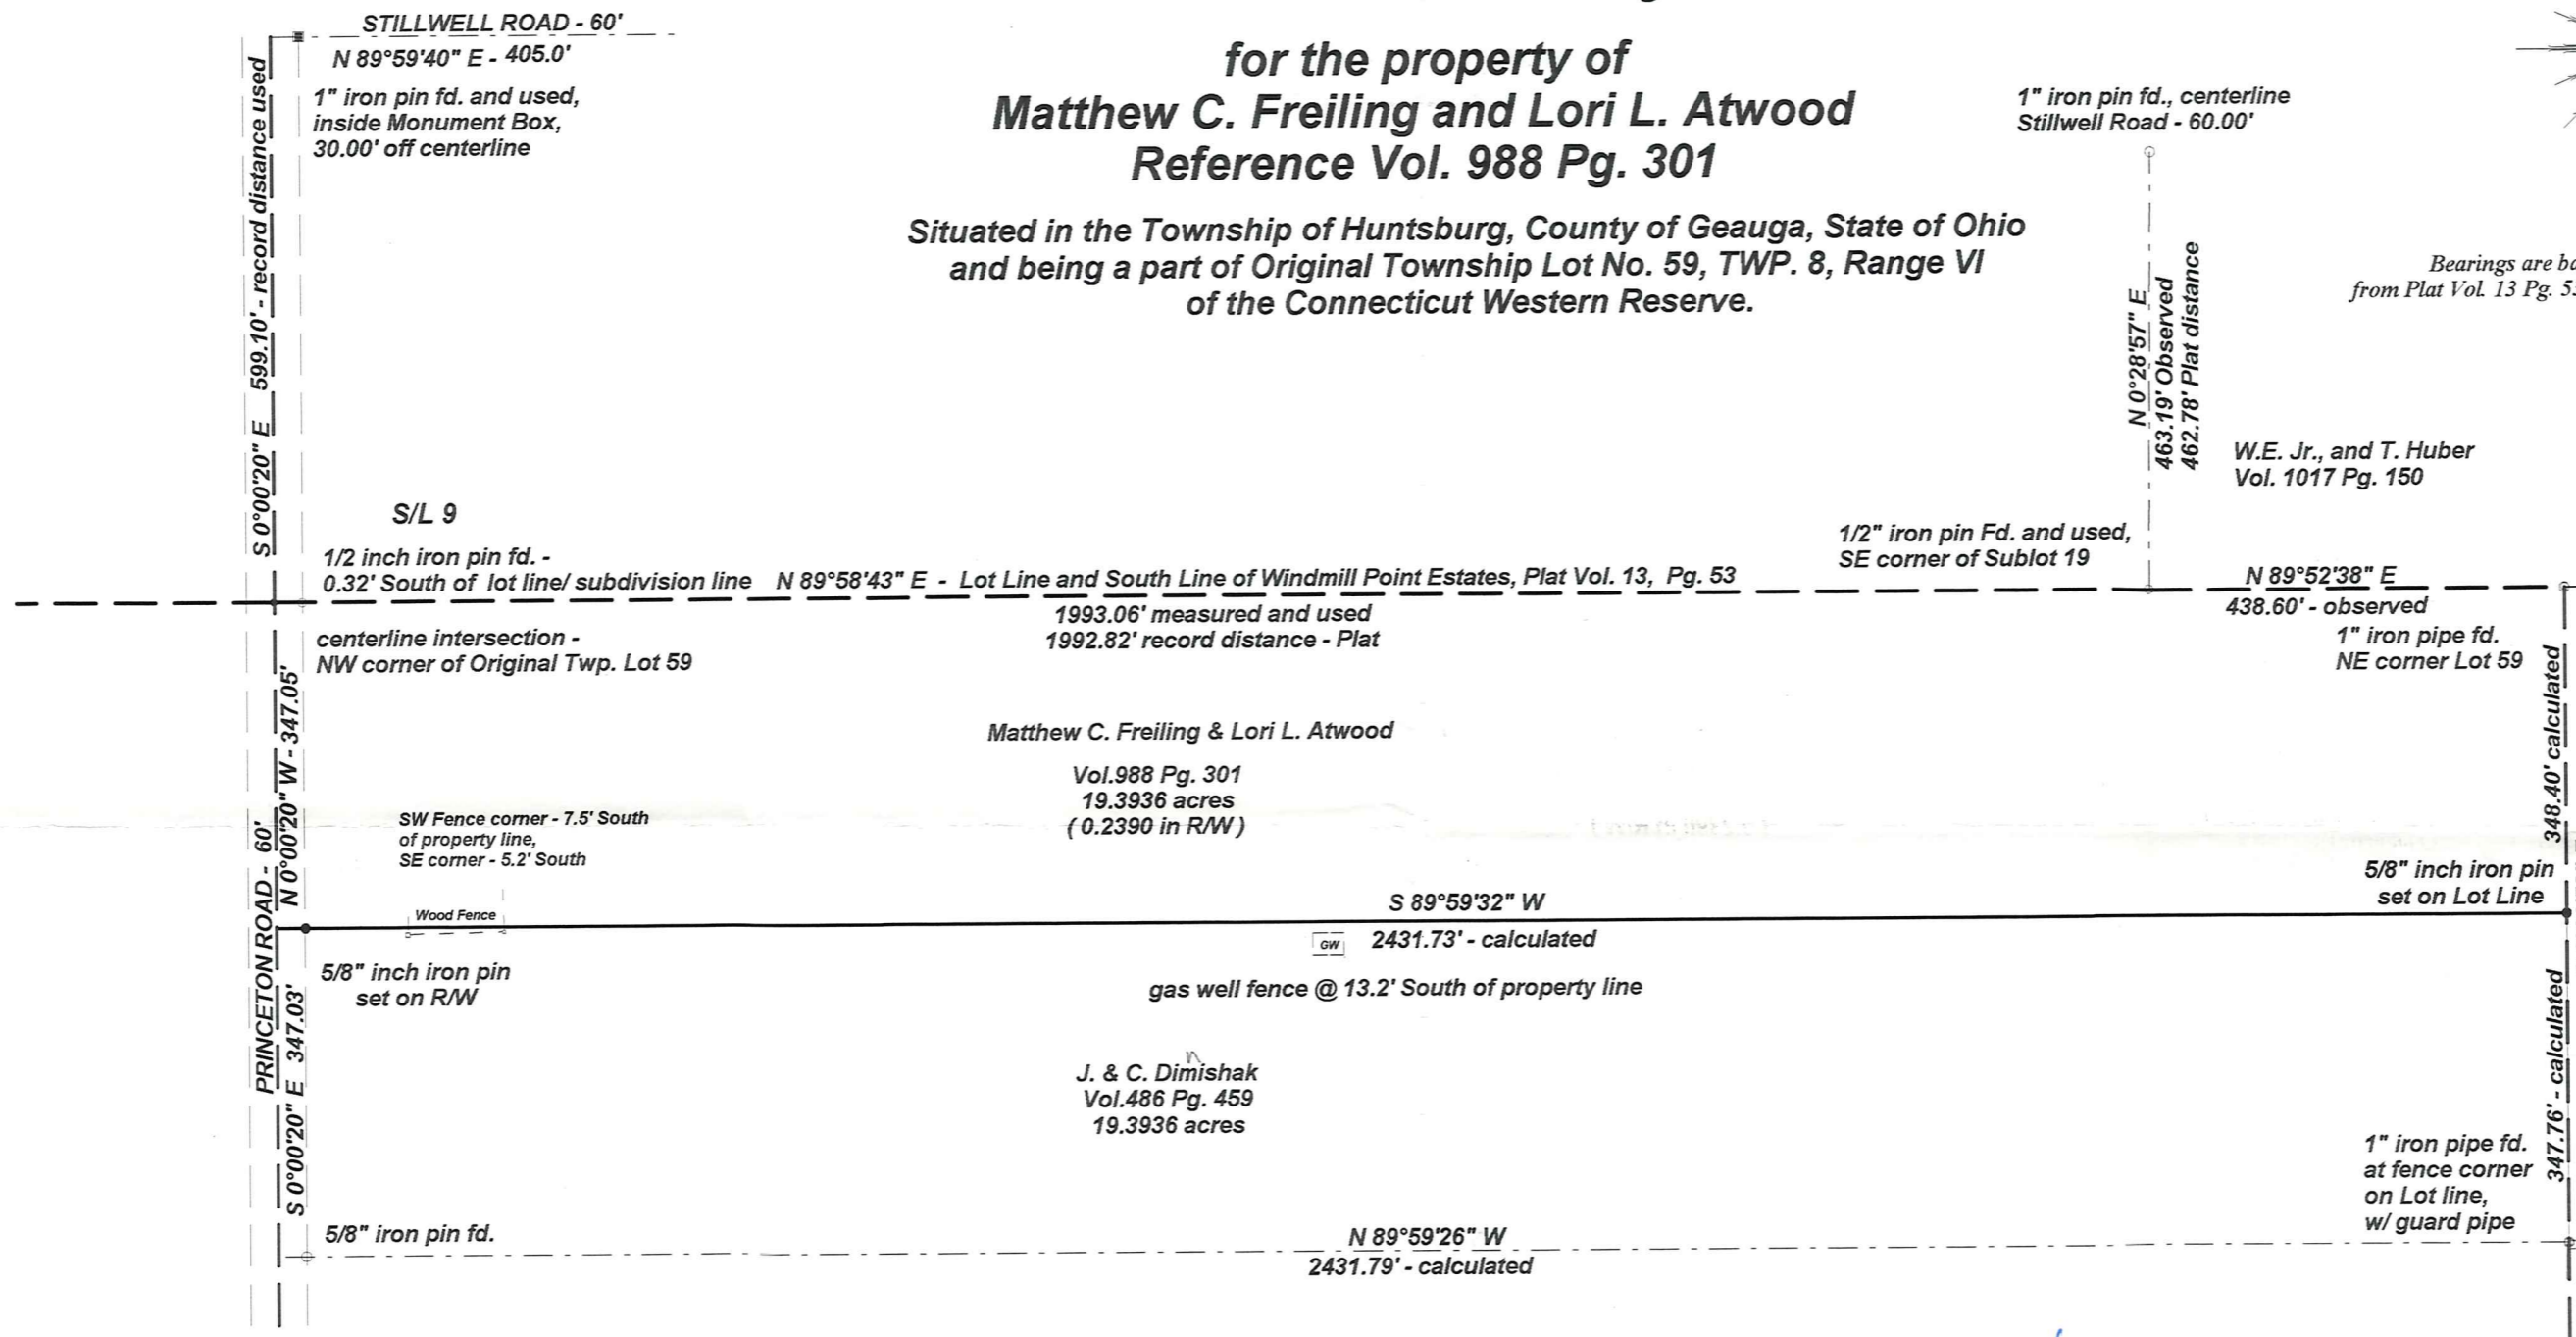 STILLWELL ROAD - 60'
N 89°59'40" E - 405.0'
1" iron pin fd. and used,
inside Monument Box,
30.00' off centerline
S 0°00'20" E 599.10' - record distance used
for the property of
Matthew C. Freiling and Lori L. Atwood
Reference Vol. 988 Pg. 301
Situated in the Township of Huntsburg, County of Geauga, State of Ohio
and being a part of Original Township Lot No. 59, TWP. 8, Range VI
of the Connecticut Western Reserve.
1" iron pin fd., centerline
Stillwell Road - 60.00'
Bearings are
from Plat Vol. 13 Pg.
N 0°28'57" E
463.19' Observed
462.78' Plat distance
W.E. Jr., and T. Huber
Vol. 1017 Pg. 150
S/L 9
1/2 inch iron pin fd. -
0.32' South of lot line/ subdivision line
N 89°58'43" E - Lot Line and South Line of Windmill Point Estates, Plat Vol. 13, Pg. 53
1/2" iron pin Fd. and used,
SE corner of Sublot 19
N 89°52'38" E
1993.06' measured and used
1992.82' record distance - Plat
438.60' - observed
1" iron pipe fd.
NE corner Lot 59
centerline intersection -
NW corner of Original Twp. Lot 59
N 0°00'20" W - 347.05'
348.40' calculated
Matthew C. Freiling & Lori L. Atwood
Vol.988 Pg. 301
19.3936 acres
( 0.2390 in R/W )
SW Fence corner - 7.5' South
of property line,
SE corner - 5.2' South
Wood Fence
S 89°59'32" W
5/8" inch iron pin
set on Lot Line
GW
2431.73' - calculated
PRINCETON ROAD - 60'
5/8" inch iron pin
set on R/W
gas well fence @ 13.2' South of property line
S 0°00'20" E 347.03'
347.76' - calculated
n
J. & C. Dimishak
Vol.486 Pg. 459
19.3936 acres
1" iron pipe fd.
at fence corner
on Lot line,
w/ guard pipe
5/8" iron pin fd.
N 89°59'26" W
2431.79' - calculated